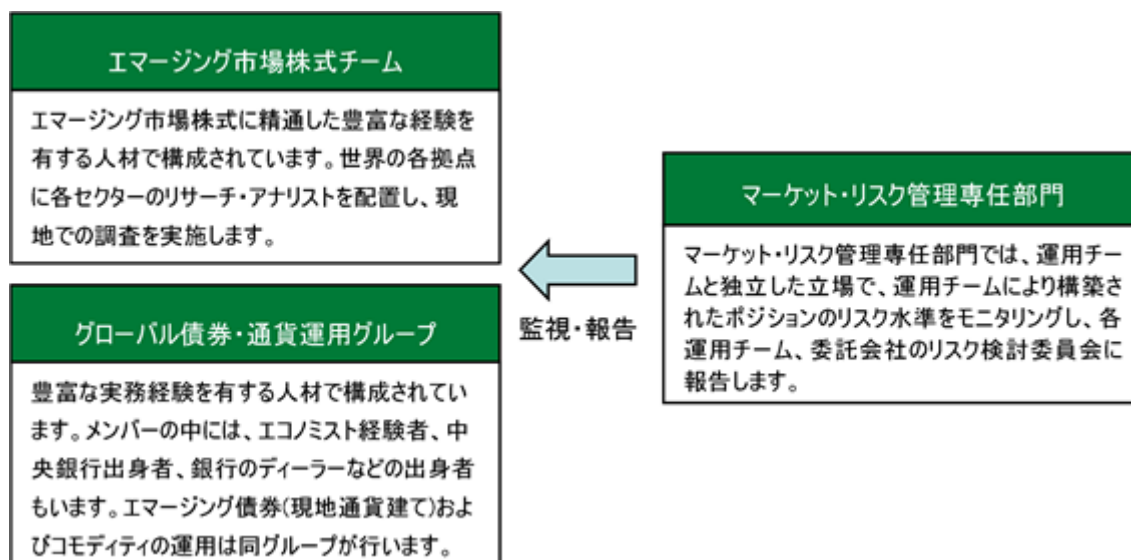 エマージング市場株式チーム
エマージング市場株式に精通した豊富な経験を
有する人材で構成されています。世界の各拠点
に各セクターのリサーチ・アナリストを配置し、現
地での調査を実施します。
グローバル債券・通貨運用グループ
豊富な実務経験を有する人材で構成されてい
ます。メンバーの中には、エコノミスト経験者、中
央銀行出身者、銀行のディーラーなどの出身者
もいます。エマージング債券(現地通貨建て)およ
びコモディティの運用は同グループが行います。
監視・報告
マーケット・リスク管理専任部門
マーケット・リスク管理専任部門では、運用チー
ムと独立した立場で、運用チームにより構築さ
れたポジションのリスク水準をモニタリングし、各
運用チーム、委託会社のリスク検討委員会に
報告します。